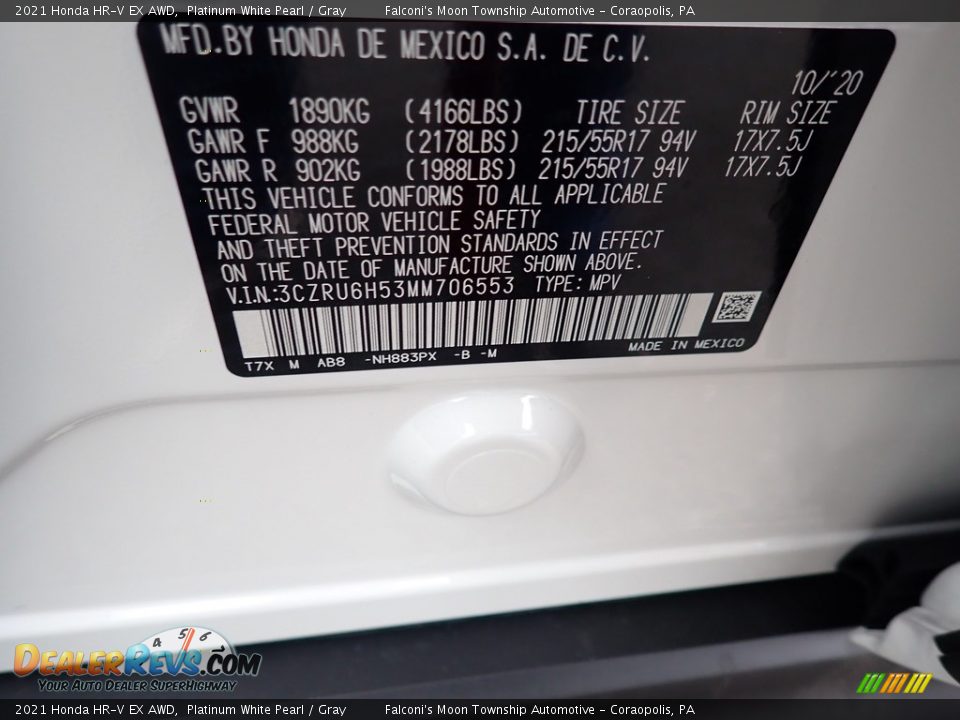 2021 Honda HR-V EX AWD, Platinum White Pearl / Gray Falconi's Moon Township Automotive - Coraopolis, PA
MFD.BY HONDA DE MEXICO S.A. DE C.V.
10/'20
GVWR 1890KG (4166LBS) TIRE SIZE RIM SIZE
GAWR F 988KG (2178LBS) 215/55R17 94V 17X7.5J
GAWR R 902KG (1988LBS) 215/55R17 94V 17X7.5J
THIS VEHICLE CONFORMS TO ALL APPLICABLE
FEDERAL MOTOR VEHICLE SAFETY
AND THEFT PREVENTION STANDARDS IN EFFECT
ON THE DATE OF MANUFACTURE SHOWN ABOVE.
V.I.N.:3CZRU6H53MM706553 TYPE: MPV
T7X M AB8 -NH883PX -B -M MADE IN MEXICO
4 5 6
DEALERREVS.COM
YOUR AUTO DEALER SUPERHIGHWAY
2021 Honda HR-V EX AWD, Platinum White Pearl / Gray Falconi's Moon Township Automotive - Coraopolis, PA